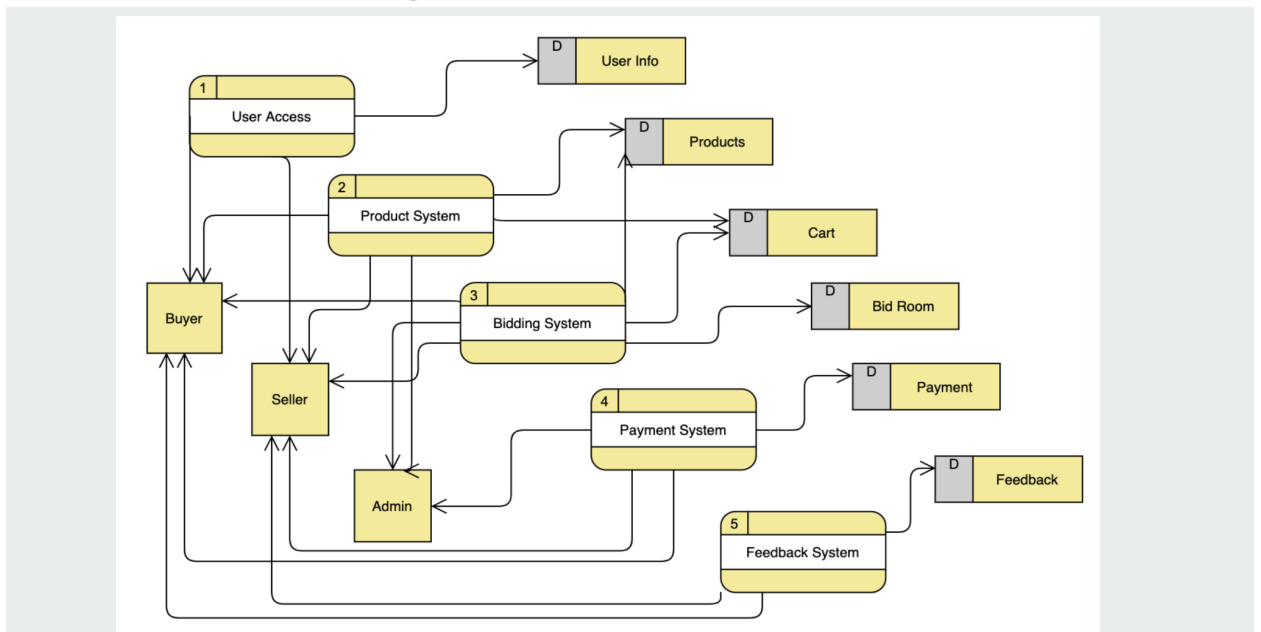 D
User Info
1
User Access
D
Products
2
Product System
D
Cart
3
Bidding System
D
Bid Room
Buyer
Seller
4
Payment System
D
Payment
Admin
D
Feedback
5
Feedback System